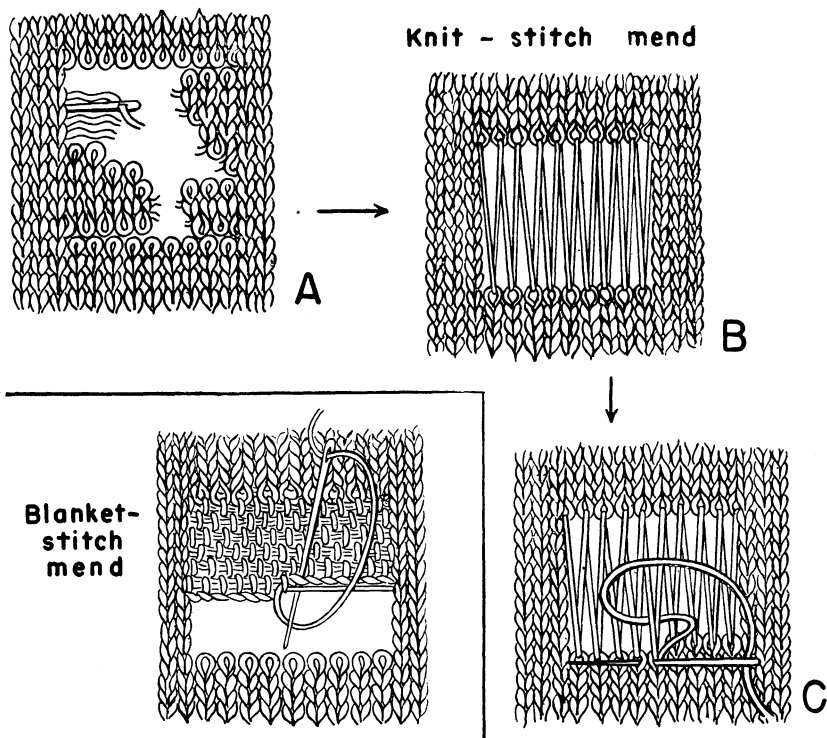 Knit - stitch mend
A
B
Blanket-
stitch
mend
C